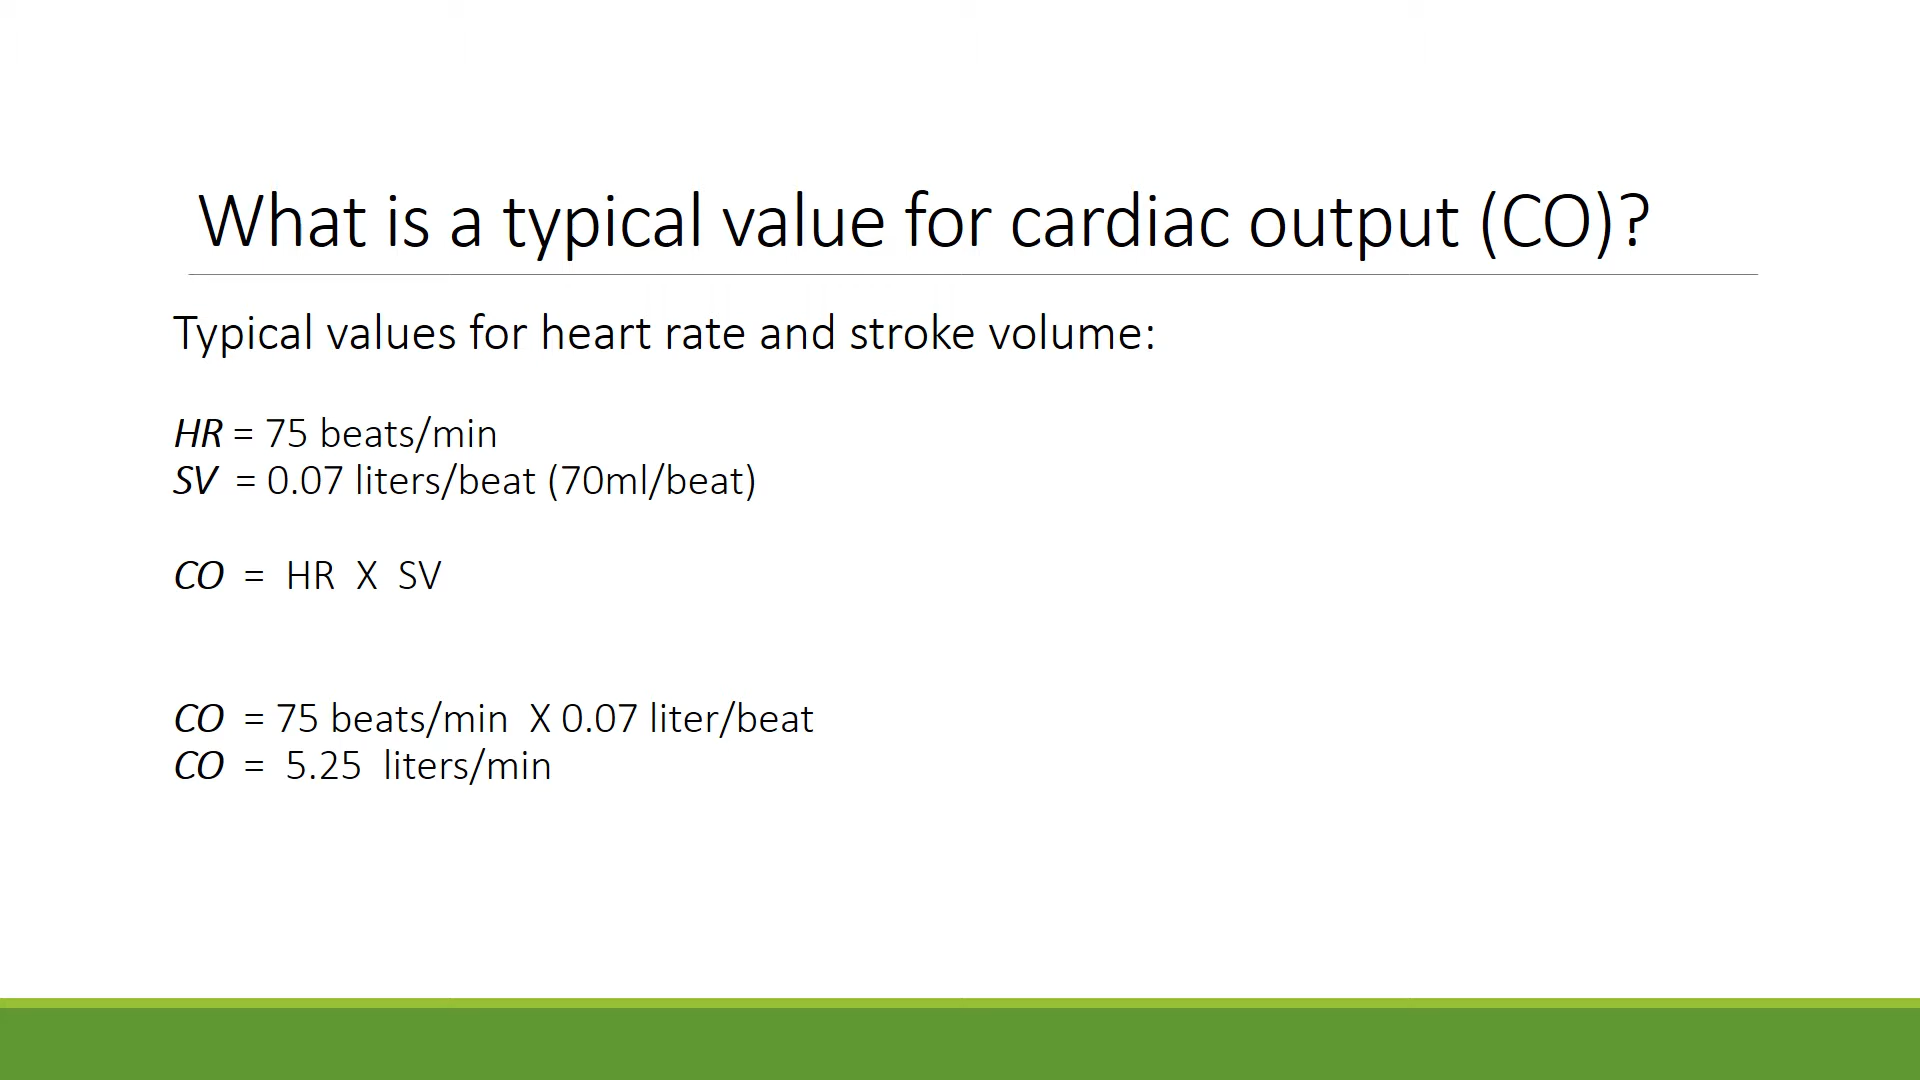 What is a typical value for cardiac output (CO)?
Typical values for heart rate and stroke volume:
HR = 75 beats/min
SV = 0.07 liters/beat (70ml/beat)
CO = HR X SV
CO = 75 beats/min X 0.07 liter/beat
CO = 5.25 liters/min